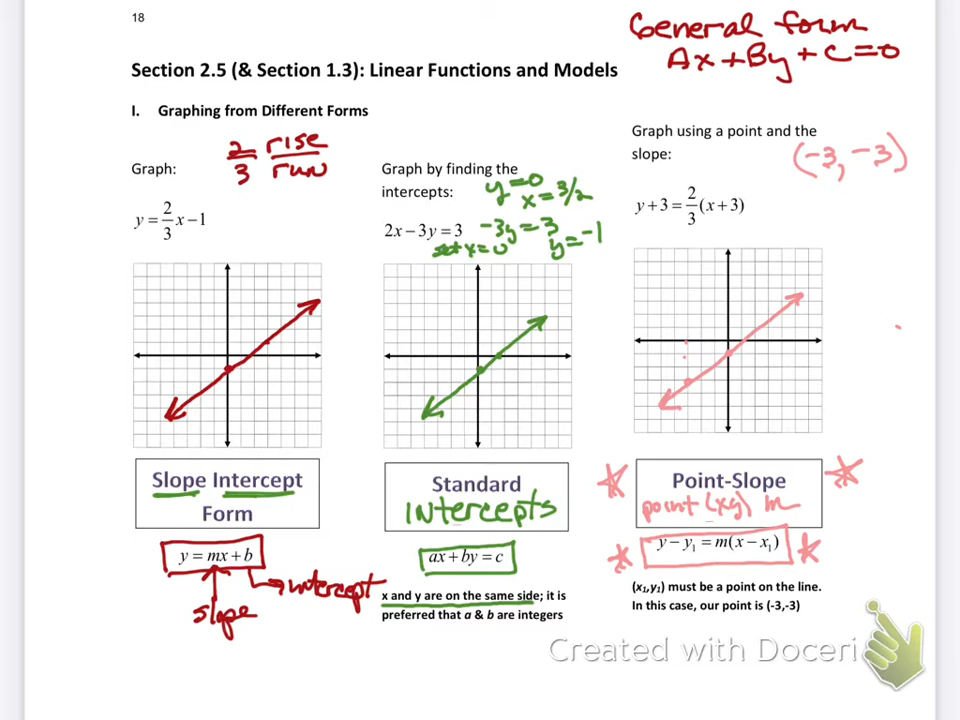 18
General form
Ax + By + C = 0
Section 2.5 (& Section 1.3): Linear Functions and Models
I. Graphing from Different Forms
Graph:
2/3 rise/run
y = 2/3 x − 1
Slope Intercept
Form
y = mx + b
intercept
slope
Graph by finding the
intercepts:
y = 0
x = 3/2
2x − 3y = 3
-3y = 3
set x = 0
y = -1
Standard
Intercepts
ax + by = c
x and y are on the same side; it is
preferred that a & b are integers
Graph using a point and the
slope:
(-3, -3)
y + 3 = 2/3 (x + 3)
Point-Slope
point (xy) m
y − y₁ = m(x − x₁)
(x₁,y₁) must be a point on the line.
In this case, our point is (-3,-3)
Created with Doceri